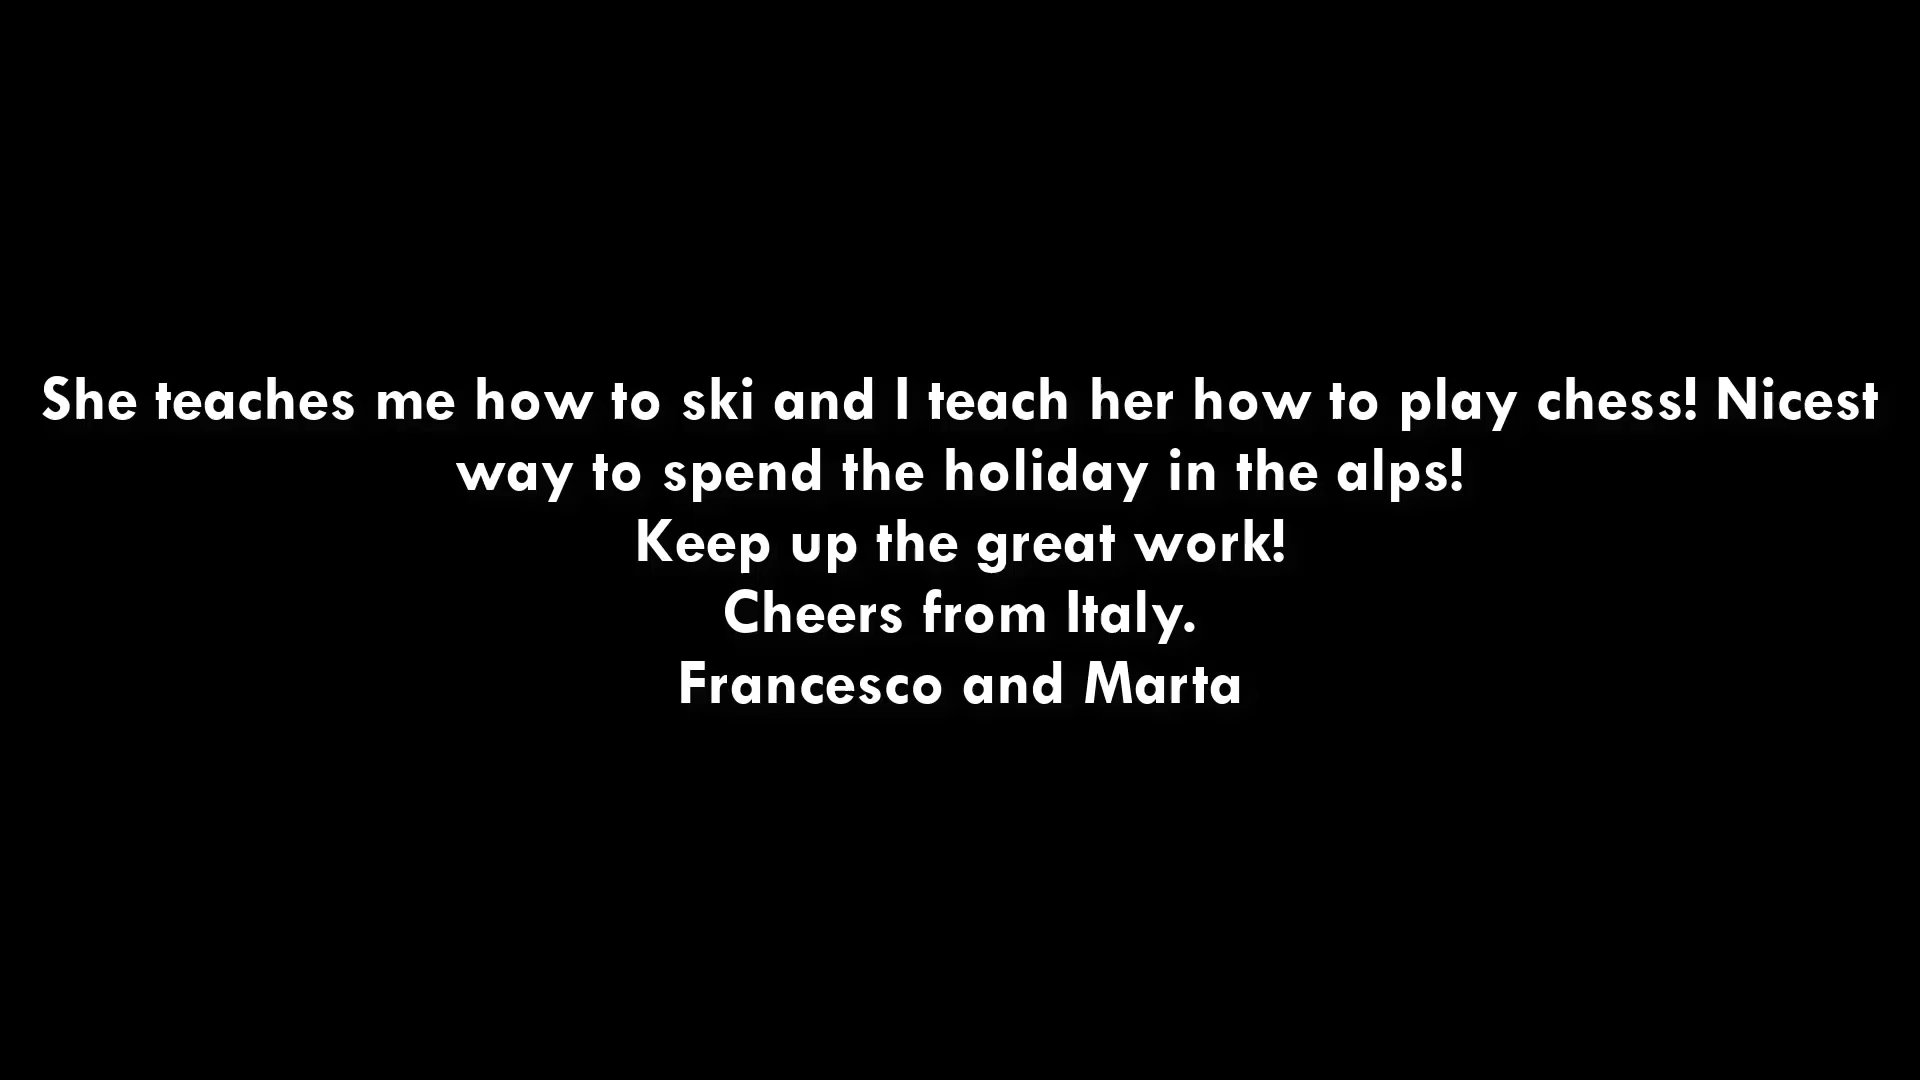 She teaches me how to ski and I teach her how to play chess! Nicest
way to spend the holiday in the alps!
Keep up the great work!
Cheers from Italy.
Francesco and Marta